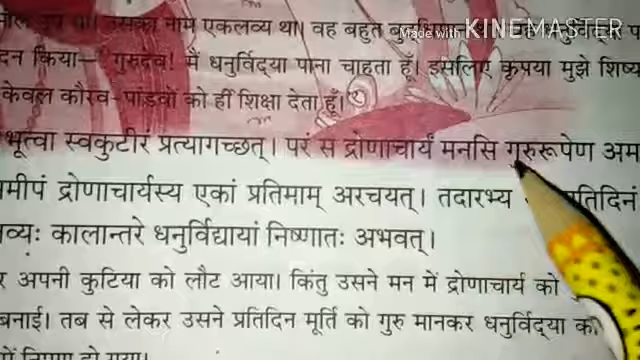 उसका नाम एकलव्य था। वह बहुत
Made with KINEMASTER
दन किया– "गुरुदेव! मैं धनुर्विद्या पाना चाहता हूँ। इसलिए कृपया मुझे शिष्य
केवल कौरव-पांडवों को ही शिक्षा देता हूँ।"
भूत्वा स्वकुटीरं प्रत्यागच्छत्। परं स द्रोणाचार्यं मनसि गुरुरूपेण अम
मीपं द्रोणाचार्यस्य एकां प्रतिमाम् अरचयत्। तदारभ्य तिदिन
व्यः कालान्तरे धनुर्विद्यायां निष्णातः अभवत्।
र अपनी कुटिया को लौट आया। किंतु उसने मन में द्रोणाचार्य को
बनाई। तब से लेकर उसने प्रतिदिन मूर्ति को गुरु मानकर धनुर्विद्या क